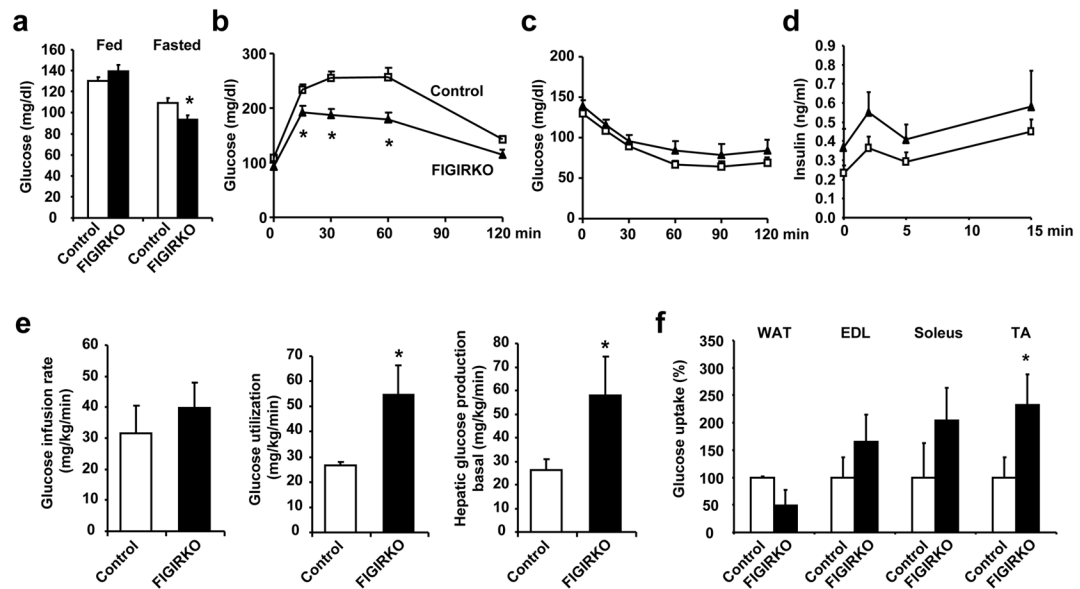 a
Fed
Fasted
Glucose (mg/dl)
160
140
120
100
80
60
40
20
0
*
Control
FIGIRKO
Control
FIGIRKO
b
Glucose (mg/dl)
300
200
100
0
Control
FIGIRKO
*
*
*
0
30
60
90
120 min
c
Glucose (mg/dl)
200
150
100
50
0
0
30
60
90
120 min
d
Insulin (ng/ml)
0.9
0.8
0.6
0.5
0.4
0.3
0.2
0.0
0
5
10
15 min
e
Glucose infusion rate
(mg/kg/min)
60
50
40
30
20
10
0
Control
FIGIRKO
Glucose utilization
(mg/kg/min)
70
60
50
40
30
20
10
0
*
Control
FIGIRKO
Hepatic glucose production
basal (mg/kg/min)
80
70
60
50
40
30
20
10
0
*
Control
FIGIRKO
f
WAT
EDL
Soleus
TA
Glucose uptake (%)
350
300
250
200
150
100
50
0
*
Control
FIGIRKO
Control
FIGIRKO
Control
FIGIRKO
Control
FIGIRKO